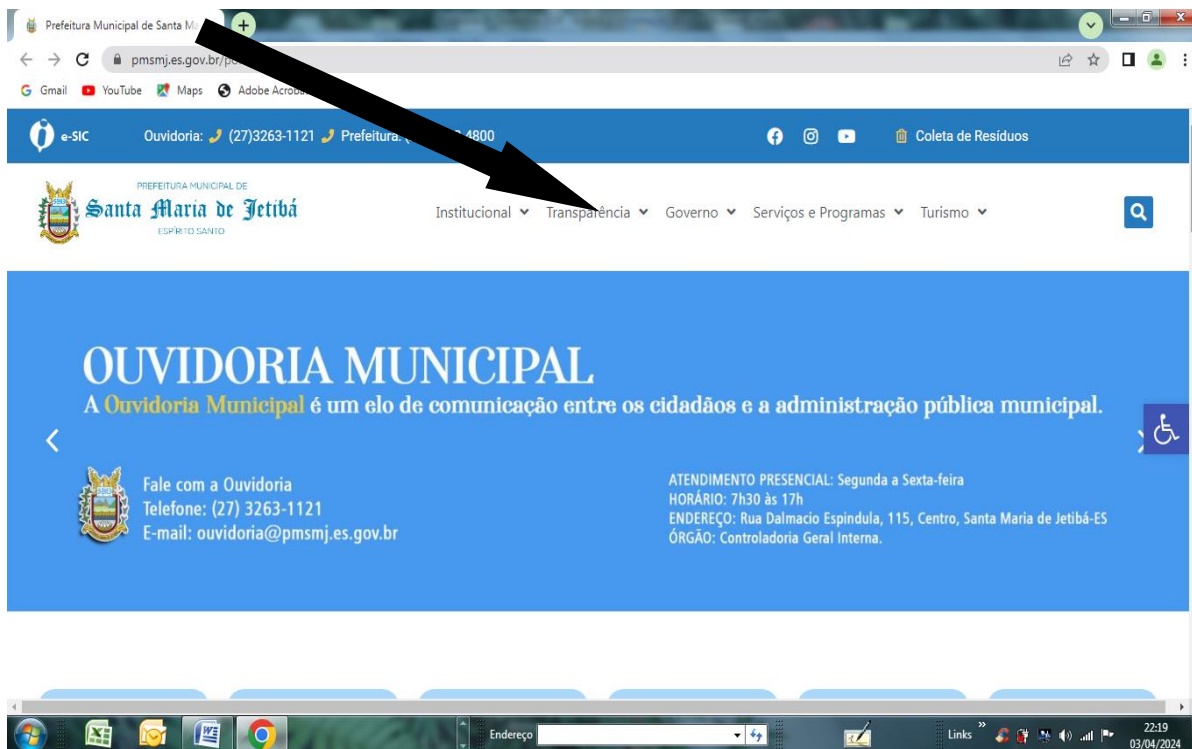 Prefeitura Municipal de Santa Ma
pmsmj.es.gov.br/po
Gmail YouTube Maps Adobe Acrobat
e-SIC Ouvidoria: (27)3263-1121 Prefeitura: 4800 Coleta de Resíduos
PREFEITURA MUNICIPAL DE
Santa Maria de Jetibá
ESPÍRITO SANTO
Institucional Transparência Governo Serviços e Programas Turismo
OUVIDORIA MUNICIPAL
A Ouvidoria Municipal é um elo de comunicação entre os cidadãos e a administração pública municipal.
Fale com a Ouvidoria
Telefone: (27) 3263-1121
E-mail: ouvidoria@pmsmj.es.gov.br
ATENDIMENTO PRESENCIAL: Segunda a Sexta-feira
HORÁRIO: 7h30 às 17h
ENDEREÇO: Rua Dalmacio Espindula, 115, Centro, Santa Maria de Jetibá-ES
ÓRGÃO: Controladoria Geral Interna.
Endereço Links 22:19
03/04/2024